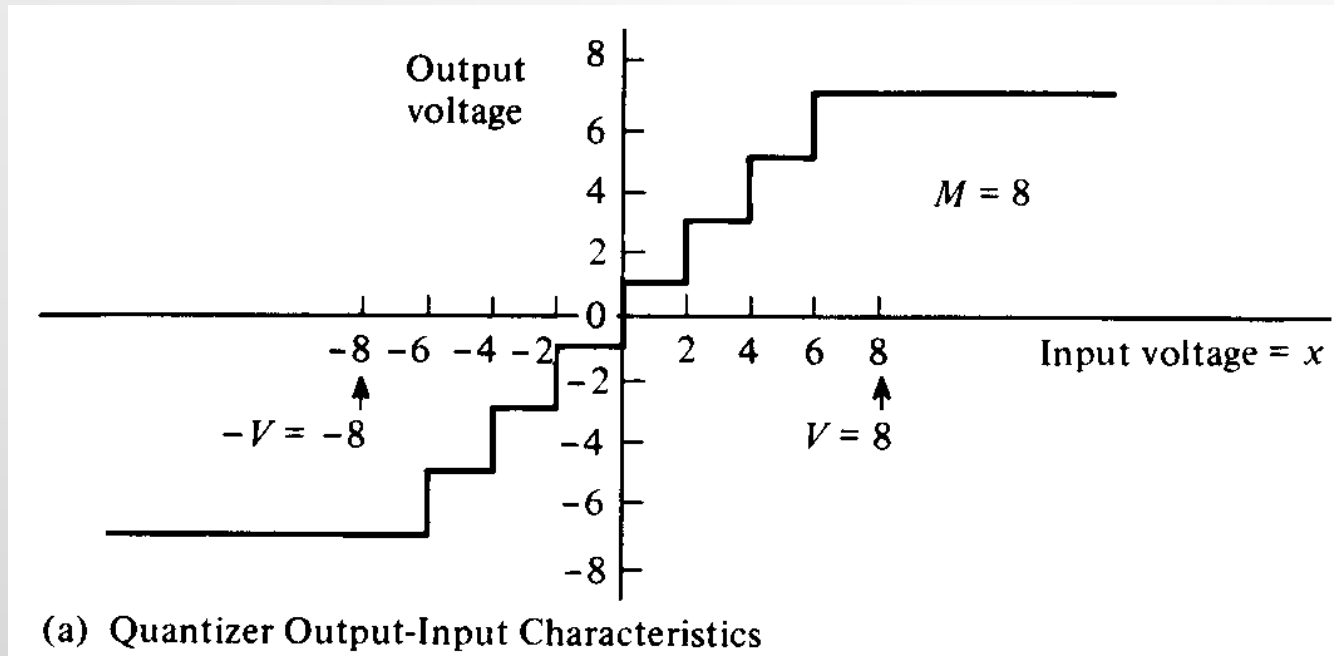 Output
voltage
8
6
4
2
0
-2
-4
-6
-8
M = 8
-8 -6 -4 -2
2 4 6 8
Input voltage = x
-V = -8
V = 8
(a) Quantizer Output-Input Characteristics